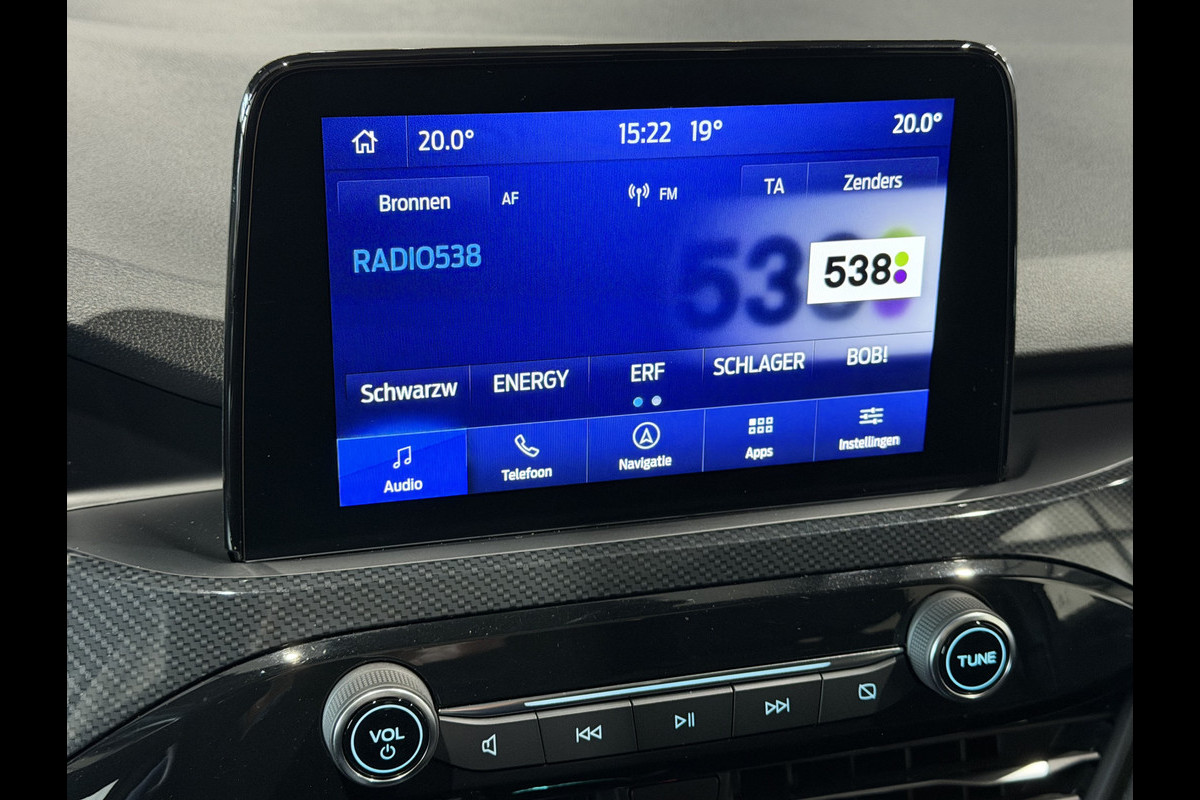 20.0° 15:22 19° 20.0°
Bronnen AF FM TA Zenders
RADIO538
538
538
Schwarzw ENERGY ERF SCHLAGER BOB!
Audio Telefoon Navigatie Apps Instellingen
VOL TUNE